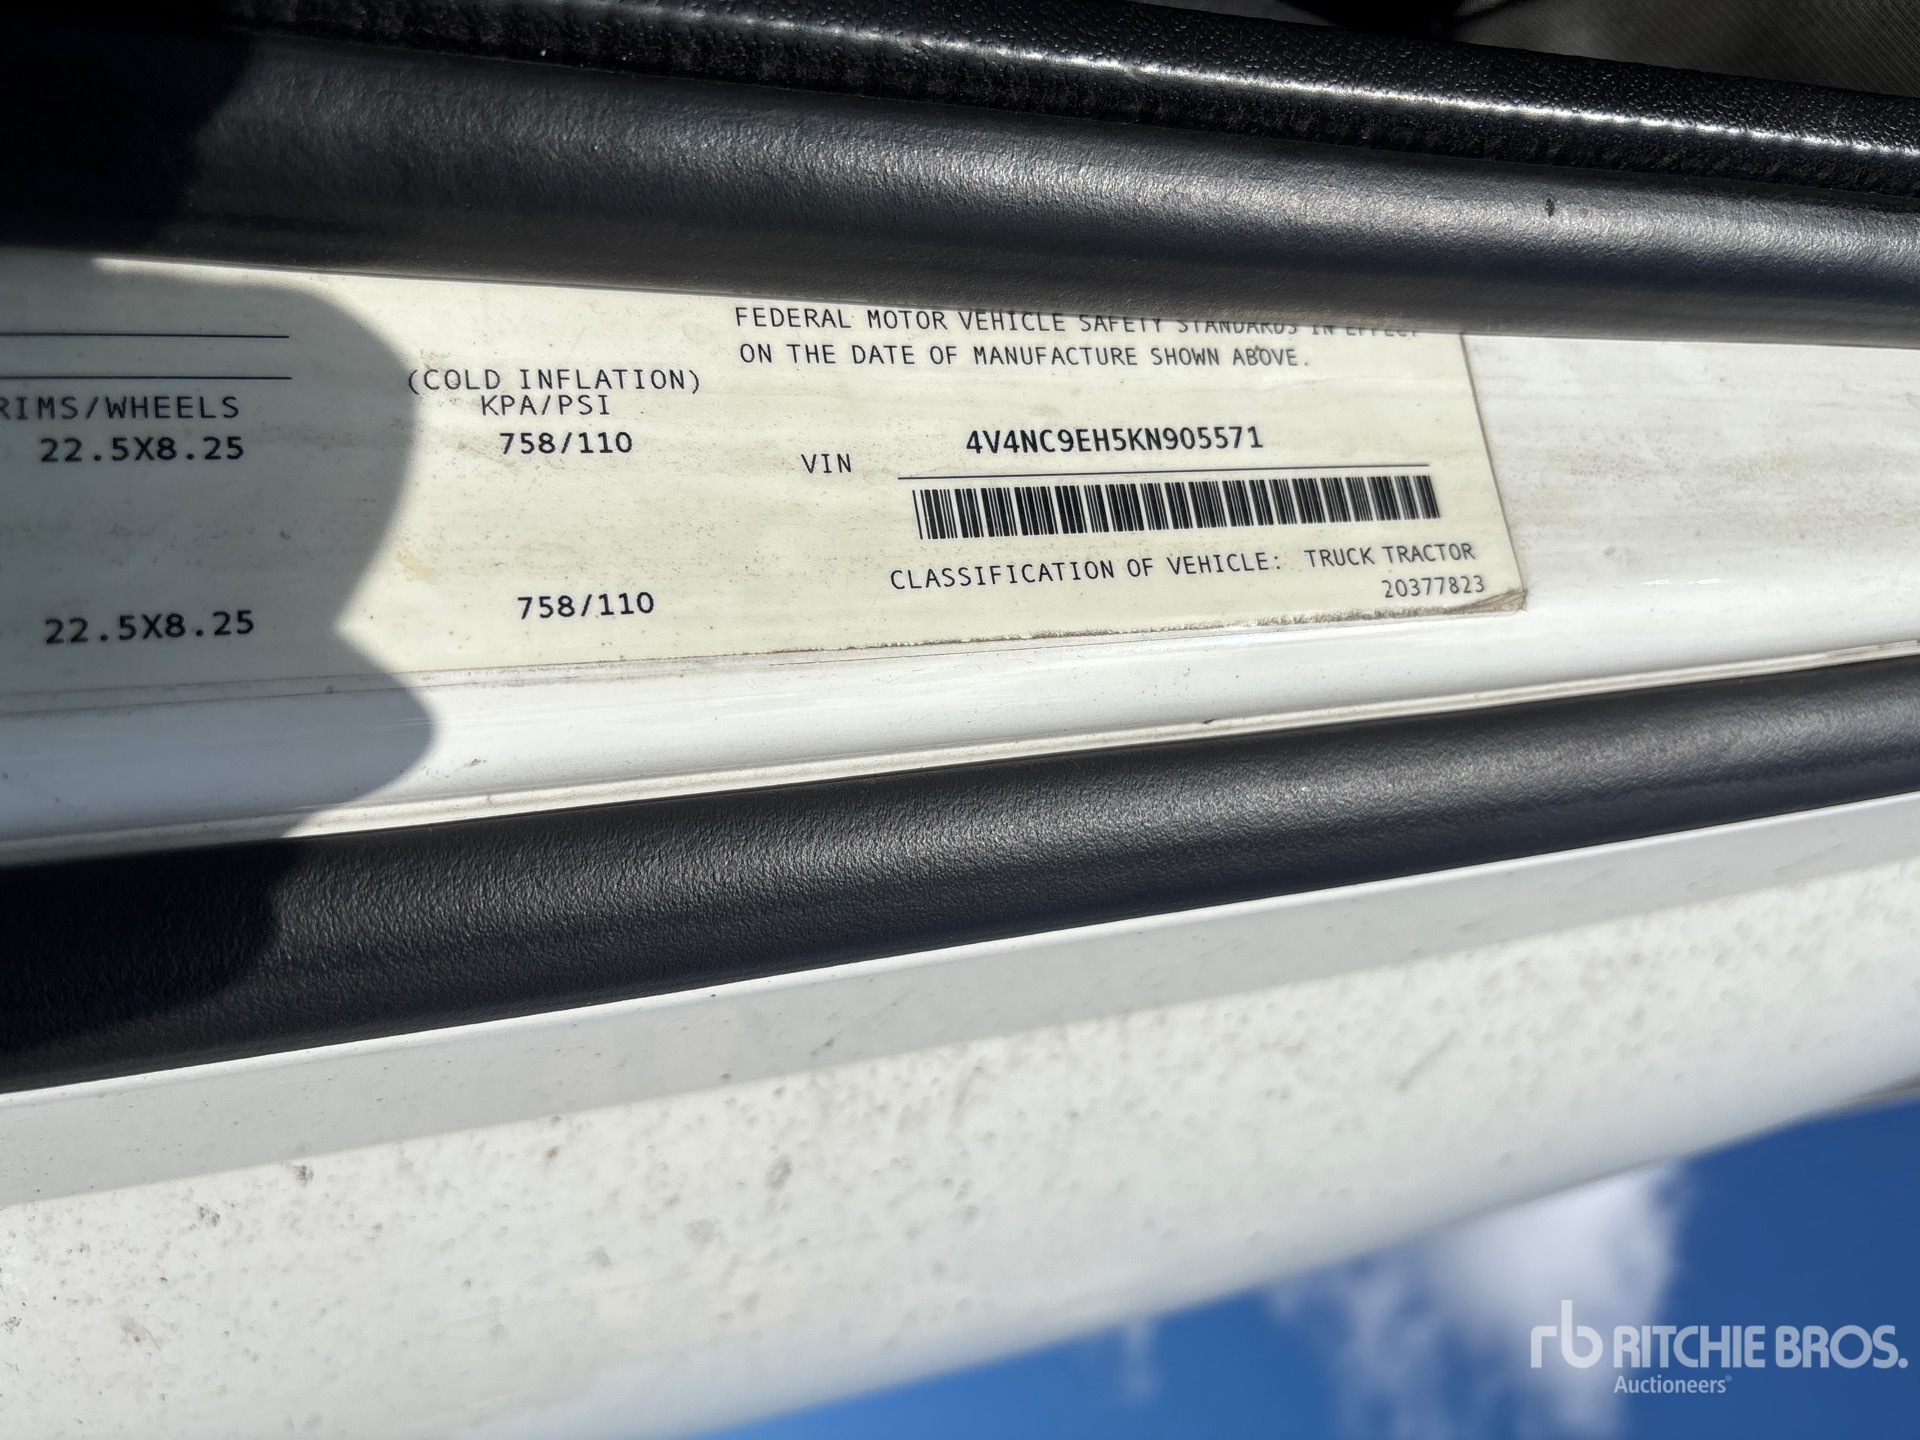 FEDERAL MOTOR VEHICLE SAFETY STANDARDS IN EFFECT
ON THE DATE OF MANUFACTURE SHOWN ABOVE.
(COLD INFLATION)
RIMS/WHEELS KPA/PSI
22.5X8.25 758/110
VIN 4V4NC9EH5KN905571
CLASSIFICATION OF VEHICLE: TRUCK TRACTOR
20377823
22.5X8.25 758/110
rb RITCHIE BROS.
Auctioneers®